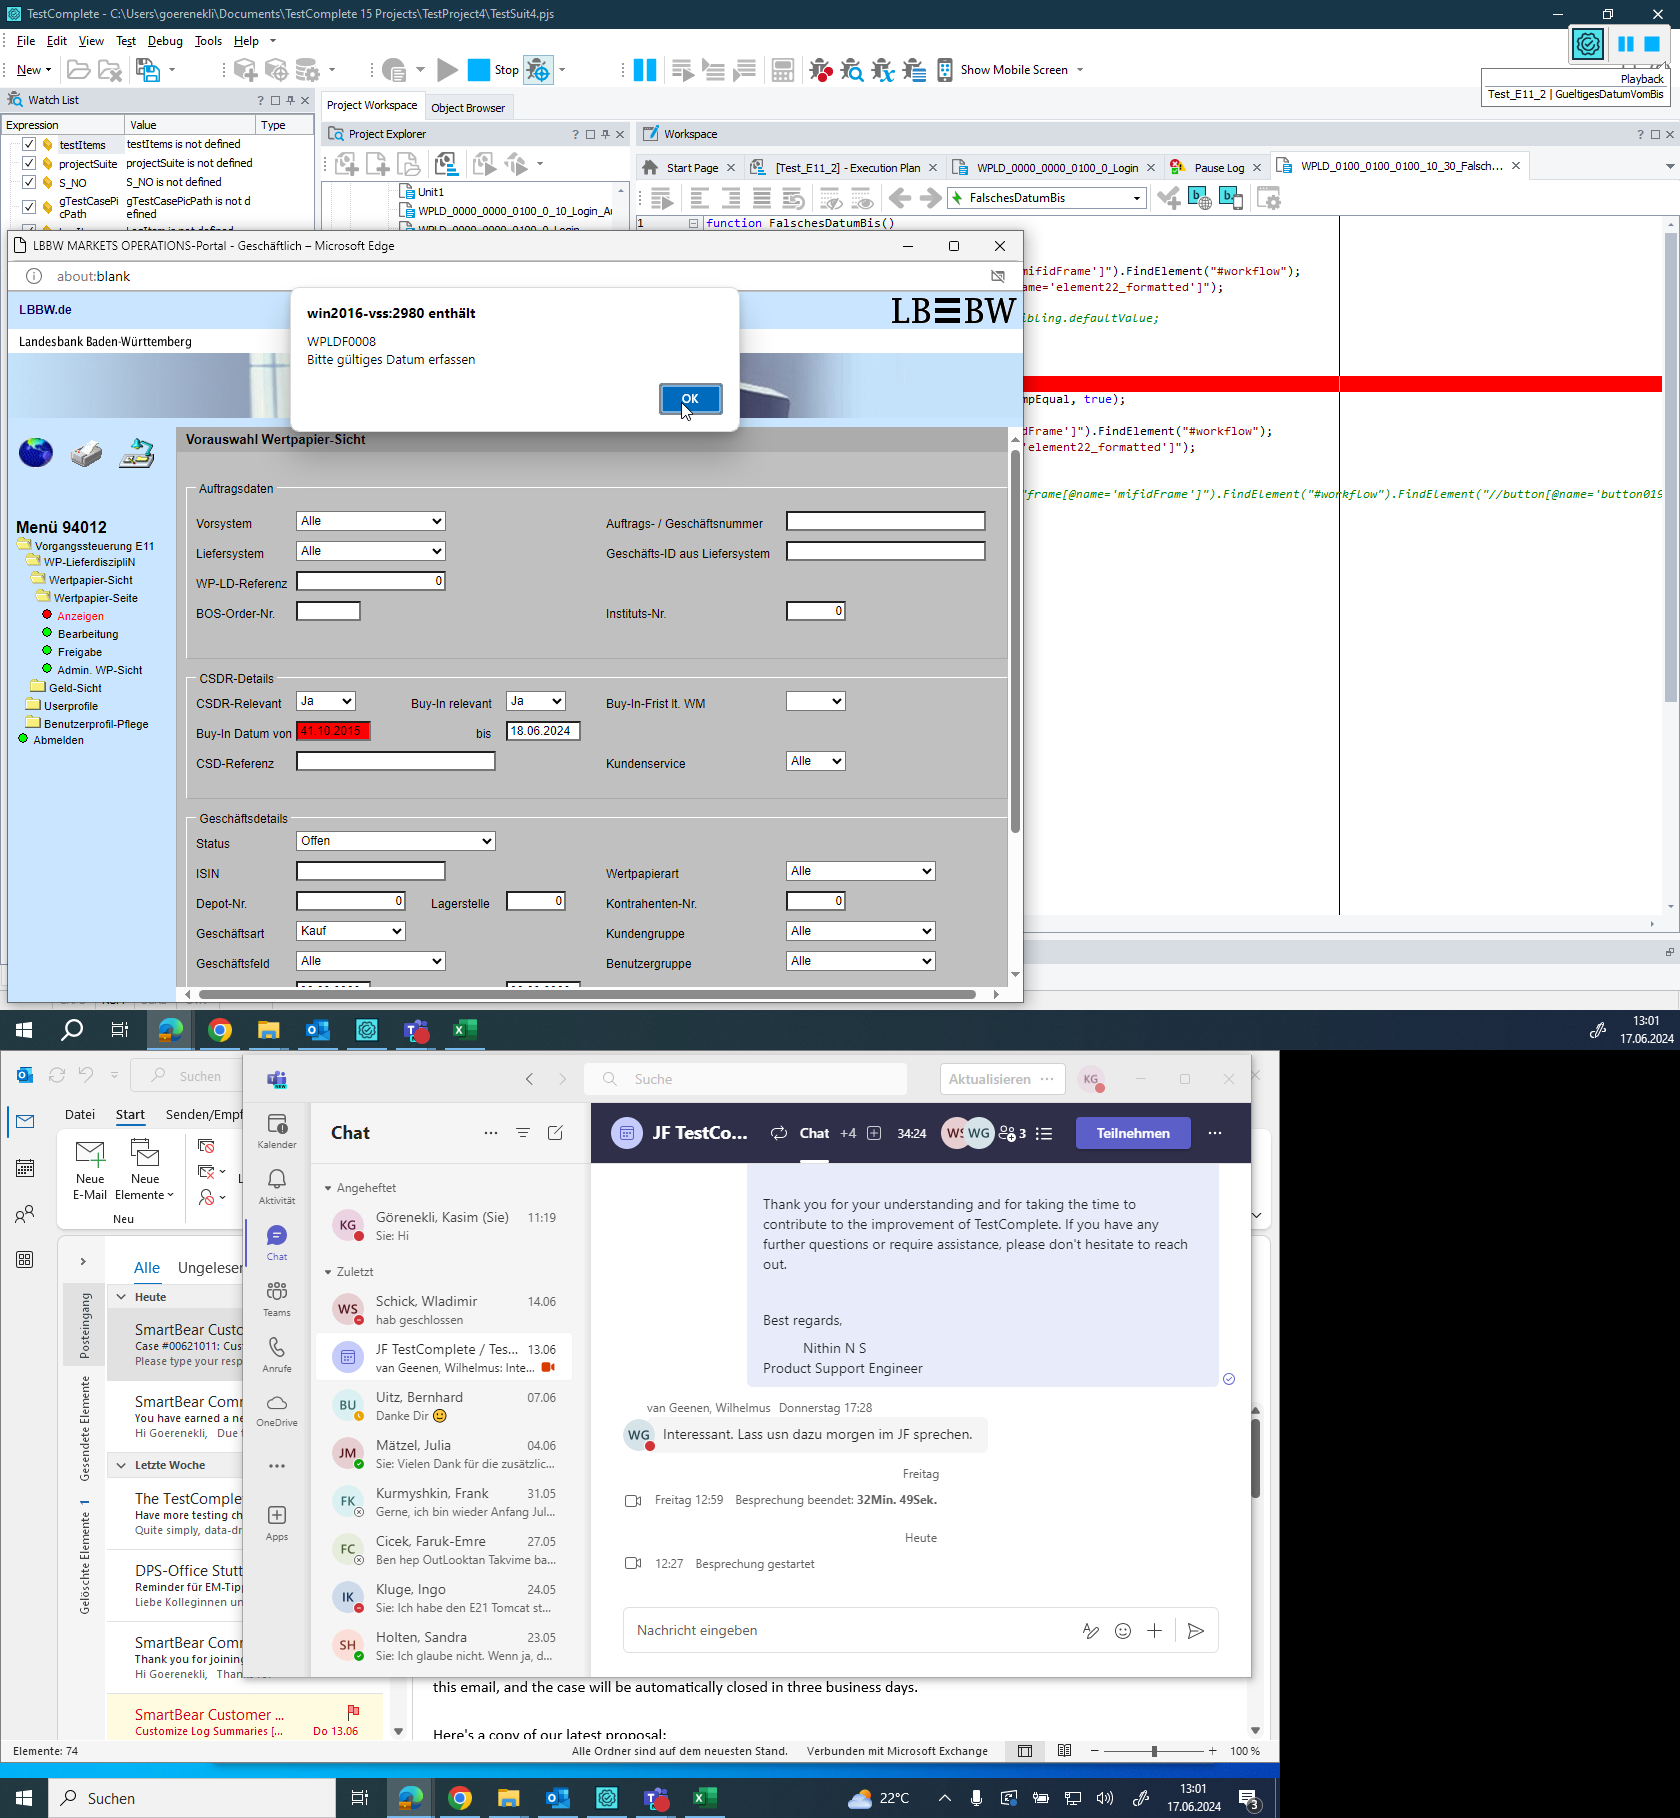 TestComplete - C:\Users\goerenekli\Documents\TestComplete 15 Projects\TestProject4\TestSuit4.pjs
File Edit View Test Debug Tools Help
New Stop Show Mobile Screen
Playback
Test_E11_2 | GueltigesDatumVomBis
Watch List
Expression Value Type
testItems testItems is not defined
projectSuite projectSuite is not defined
S_NO S_NO is not defined
gTestCasePi cPath gTestCasePicPath is not d efined
Project Workspace Object Browser
Project Explorer
Unit1
WPLD_0000_0000_0100_0_10_Login_Au
Workspace
Start Page [Test_E11_2] - Execution Plan WPLD_0000_0000_0100_0_Login Pause Log WPLD_0100_0100_0100_10_30_Falsch...
FalschesDatumBis
1 function FalschesDatumBis()
mifidFrame']").FindElement("#workflow");
ame='element22_formatted']");
ibling.defaultValue;
mpEqual, true);
dFrame']").FindElement("#workflow");
'element22_formatted']");
"frame[@name='mifidFrame']").FindElement("#workflow").FindElement("//button[@name='button019
LBBW MARKETS OPERATIONS-Portal - Geschäftlich – Microsoft Edge
about:blank
LBBW.de
LB BW
Landesbank Baden-Württemberg
win2016-vss:2980 enthält
WPLDF0008
Bitte gültiges Datum erfassen
OK
Menü 94012
Vorgangssteuerung E11
WP-LieferdiszipliN
Wertpapier-Sicht
Wertpapier-Seite
Anzeigen
Bearbeitung
Freigabe
Admin. WP-Sicht
Geld-Sicht
Userprofile
Benutzerprofil-Pflege
Abmelden
Vorauswahl Wertpapier-Sicht
Auftragsdaten
Vorsystem Alle Auftrags- / Geschäftsnummer
Liefersystem Alle Geschäfts-ID aus Liefersystem
WP-LD-Referenz 0
BOS-Order-Nr. Instituts-Nr. 0
CSDR-Details
CSDR-Relevant Ja Buy-In relevant Ja Buy-In-Frist lt. WM
Buy-In Datum von 41.10.2015 bis 18.06.2024
CSD-Referenz Kundenservice Alle
Geschäftsdetails
Status Offen
ISIN Wertpapierart Alle
Depot-Nr. 0 Lagerstelle 0 Kontrahenten-Nr. 0
Geschäftsart Kauf Kundengruppe Alle
Geschäftsfeld Alle Benutzergruppe Alle
13:01
17.06.2024
Suchen
Datei Start Senden/Empf
Neue E-Mail Neue Elemente
Neu
Posteingang
Gesendete Elemente
Gelöschte Elemente 1
Alle Ungelesen
Heute
SmartBear Custo
Case #00621011: Cus
Please type your resp
SmartBear Comr
You have earned a ne
Hi Goerenekli, Due t
Letzte Woche
The TestComple
Have more testing ch
Quite simply, data-dr
DPS-Office Stutt
Reminder für EM-Tipp
Liebe Kolleginnen un
SmartBear Comr
Thank you for joining
Hi Goerenekli, Than
SmartBear Customer ...
Customize Log Summaries [... Do 13.06
Suche
Aktualisieren ···
KG
Kalender
Aktivität
Chat
Teams
Anrufe
OneDrive
Apps
Chat
Angeheftet
KG Görenekli, Kasim (Sie) 11:19
Sie: Hi
Zuletzt
WS Schick, Wladimir 14.06
hab geschlossen
JF TestComplete / Tes... 13.06
van Geenen, Wilhelmus: Inte...
BU Uitz, Bernhard 07.06
Danke Dir
JM Mätzel, Julia 04.06
Sie: Vielen Dank für die zusätzlic...
FK Kurmyshkin, Frank 31.05
Gerne, ich bin wieder Anfang Jul...
FC Cicek, Faruk-Emre 27.05
Ben hep OutLooktan Takvime ba...
IK Kluge, Ingo 24.05
Sie: Ich habe den E21 Tomcat st...
SH Holten, Sandra 23.05
Sie: Ich glaube nicht. Wenn ja, d...
JF TestCo... Chat +4 34:24 WS WG 3 Teilnehmen
Thank you for your understanding and for taking the time to
contribute to the improvement of TestComplete. If you have any
further questions or require assistance, please don't hesitate to reach
out.
Best regards,
Nithin N S
Product Support Engineer
van Geenen, Wilhelmus Donnerstag 17:28
WG Interessant. Lass usn dazu morgen im JF sprechen.
Freitag
Freitag 12:59 Besprechung beendet: 32Min. 49Sek.
Heute
12:27 Besprechung gestartet
Nachricht eingeben
this email, and the case will be automatically closed in three business days.
Here's a copy of our latest proposal:
Elemente: 74 Alle Ordner sind auf dem neuesten Stand. Verbunden mit Microsoft Exchange 100 %
Suchen 22°C 13:01
17.06.2024 3